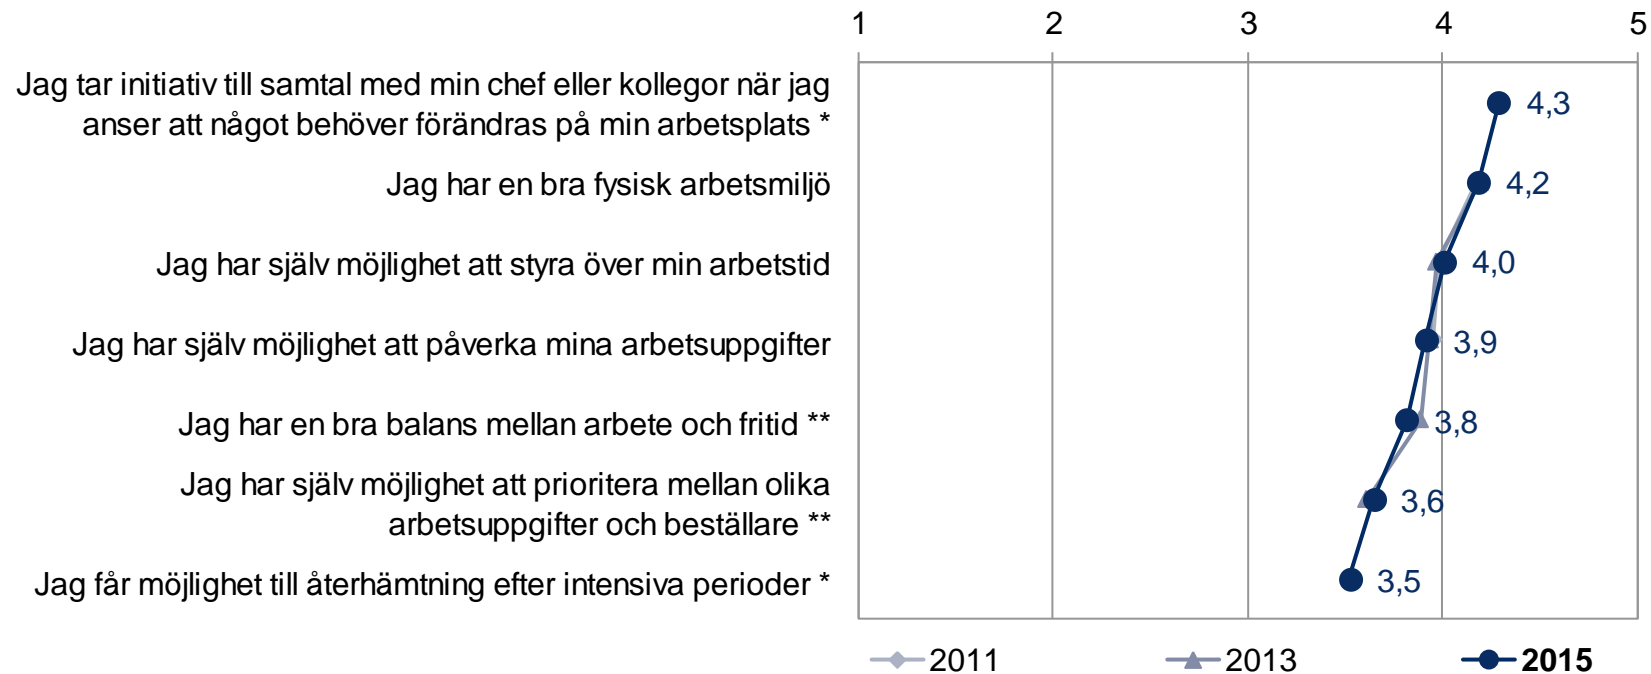 1 2 3 4 5
Jag tar initiativ till samtal med min chef eller kollegor när jag
anser att något behöver förändras på min arbetsplats *
4,3
Jag har en bra fysisk arbetsmiljö
4,2
Jag har själv möjlighet att styra över min arbetstid
4,0
Jag har själv möjlighet att påverka mina arbetsuppgifter
3,9
Jag har en bra balans mellan arbete och fritid **
3,8
Jag har själv möjlighet att prioritera mellan olika
arbetsuppgifter och beställare **
3,6
Jag får möjlighet till återhämtning efter intensiva perioder *
3,5
2011 2013 2015